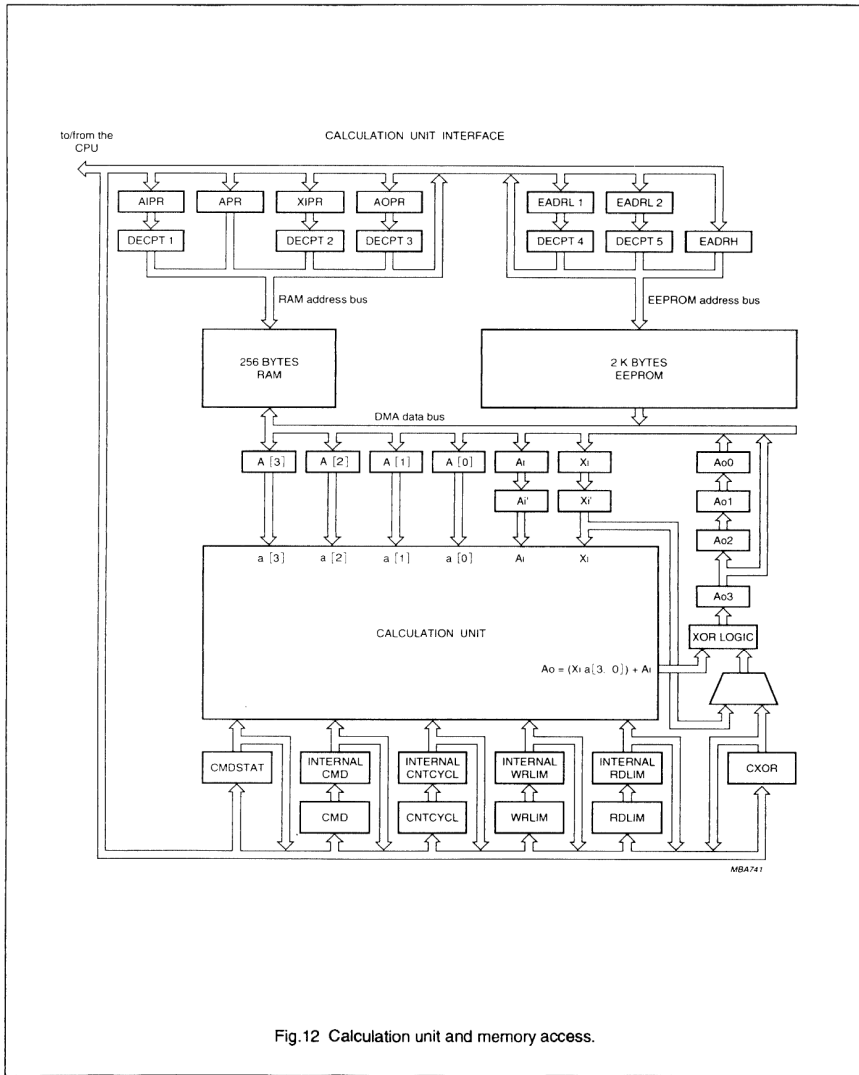 to/from the
CPU
CALCULATION UNIT INTERFACE
AIPR
APR
XIPR
AOPR
EADRL 1
EADRL 2
DECPT 1
DECPT 2
DECPT 3
DECPT 4
DECPT 5
EADRH
RAM address bus
EEPROM address bus
256 BYTES
RAM
2 K BYTES
EEPROM
DMA data bus
A [3]
A [2]
A [1]
A [0]
AI
XI
Ao0
AI'
XI'
Ao1
Ao2
a [3]
a [2]
a [1]
a [0]
AI
XI
Ao3
XOR LOGIC
CALCULATION UNIT
Ao = (XI a[3. 0]) + AI
CMDSTAT
INTERNAL
CMD
INTERNAL
CNTCYCL
INTERNAL
WRLIM
INTERNAL
RDLIM
CXOR
CMD
CNTCYCL
WRLIM
RDLIM
MBA741
Fig.12 Calculation unit and memory access.